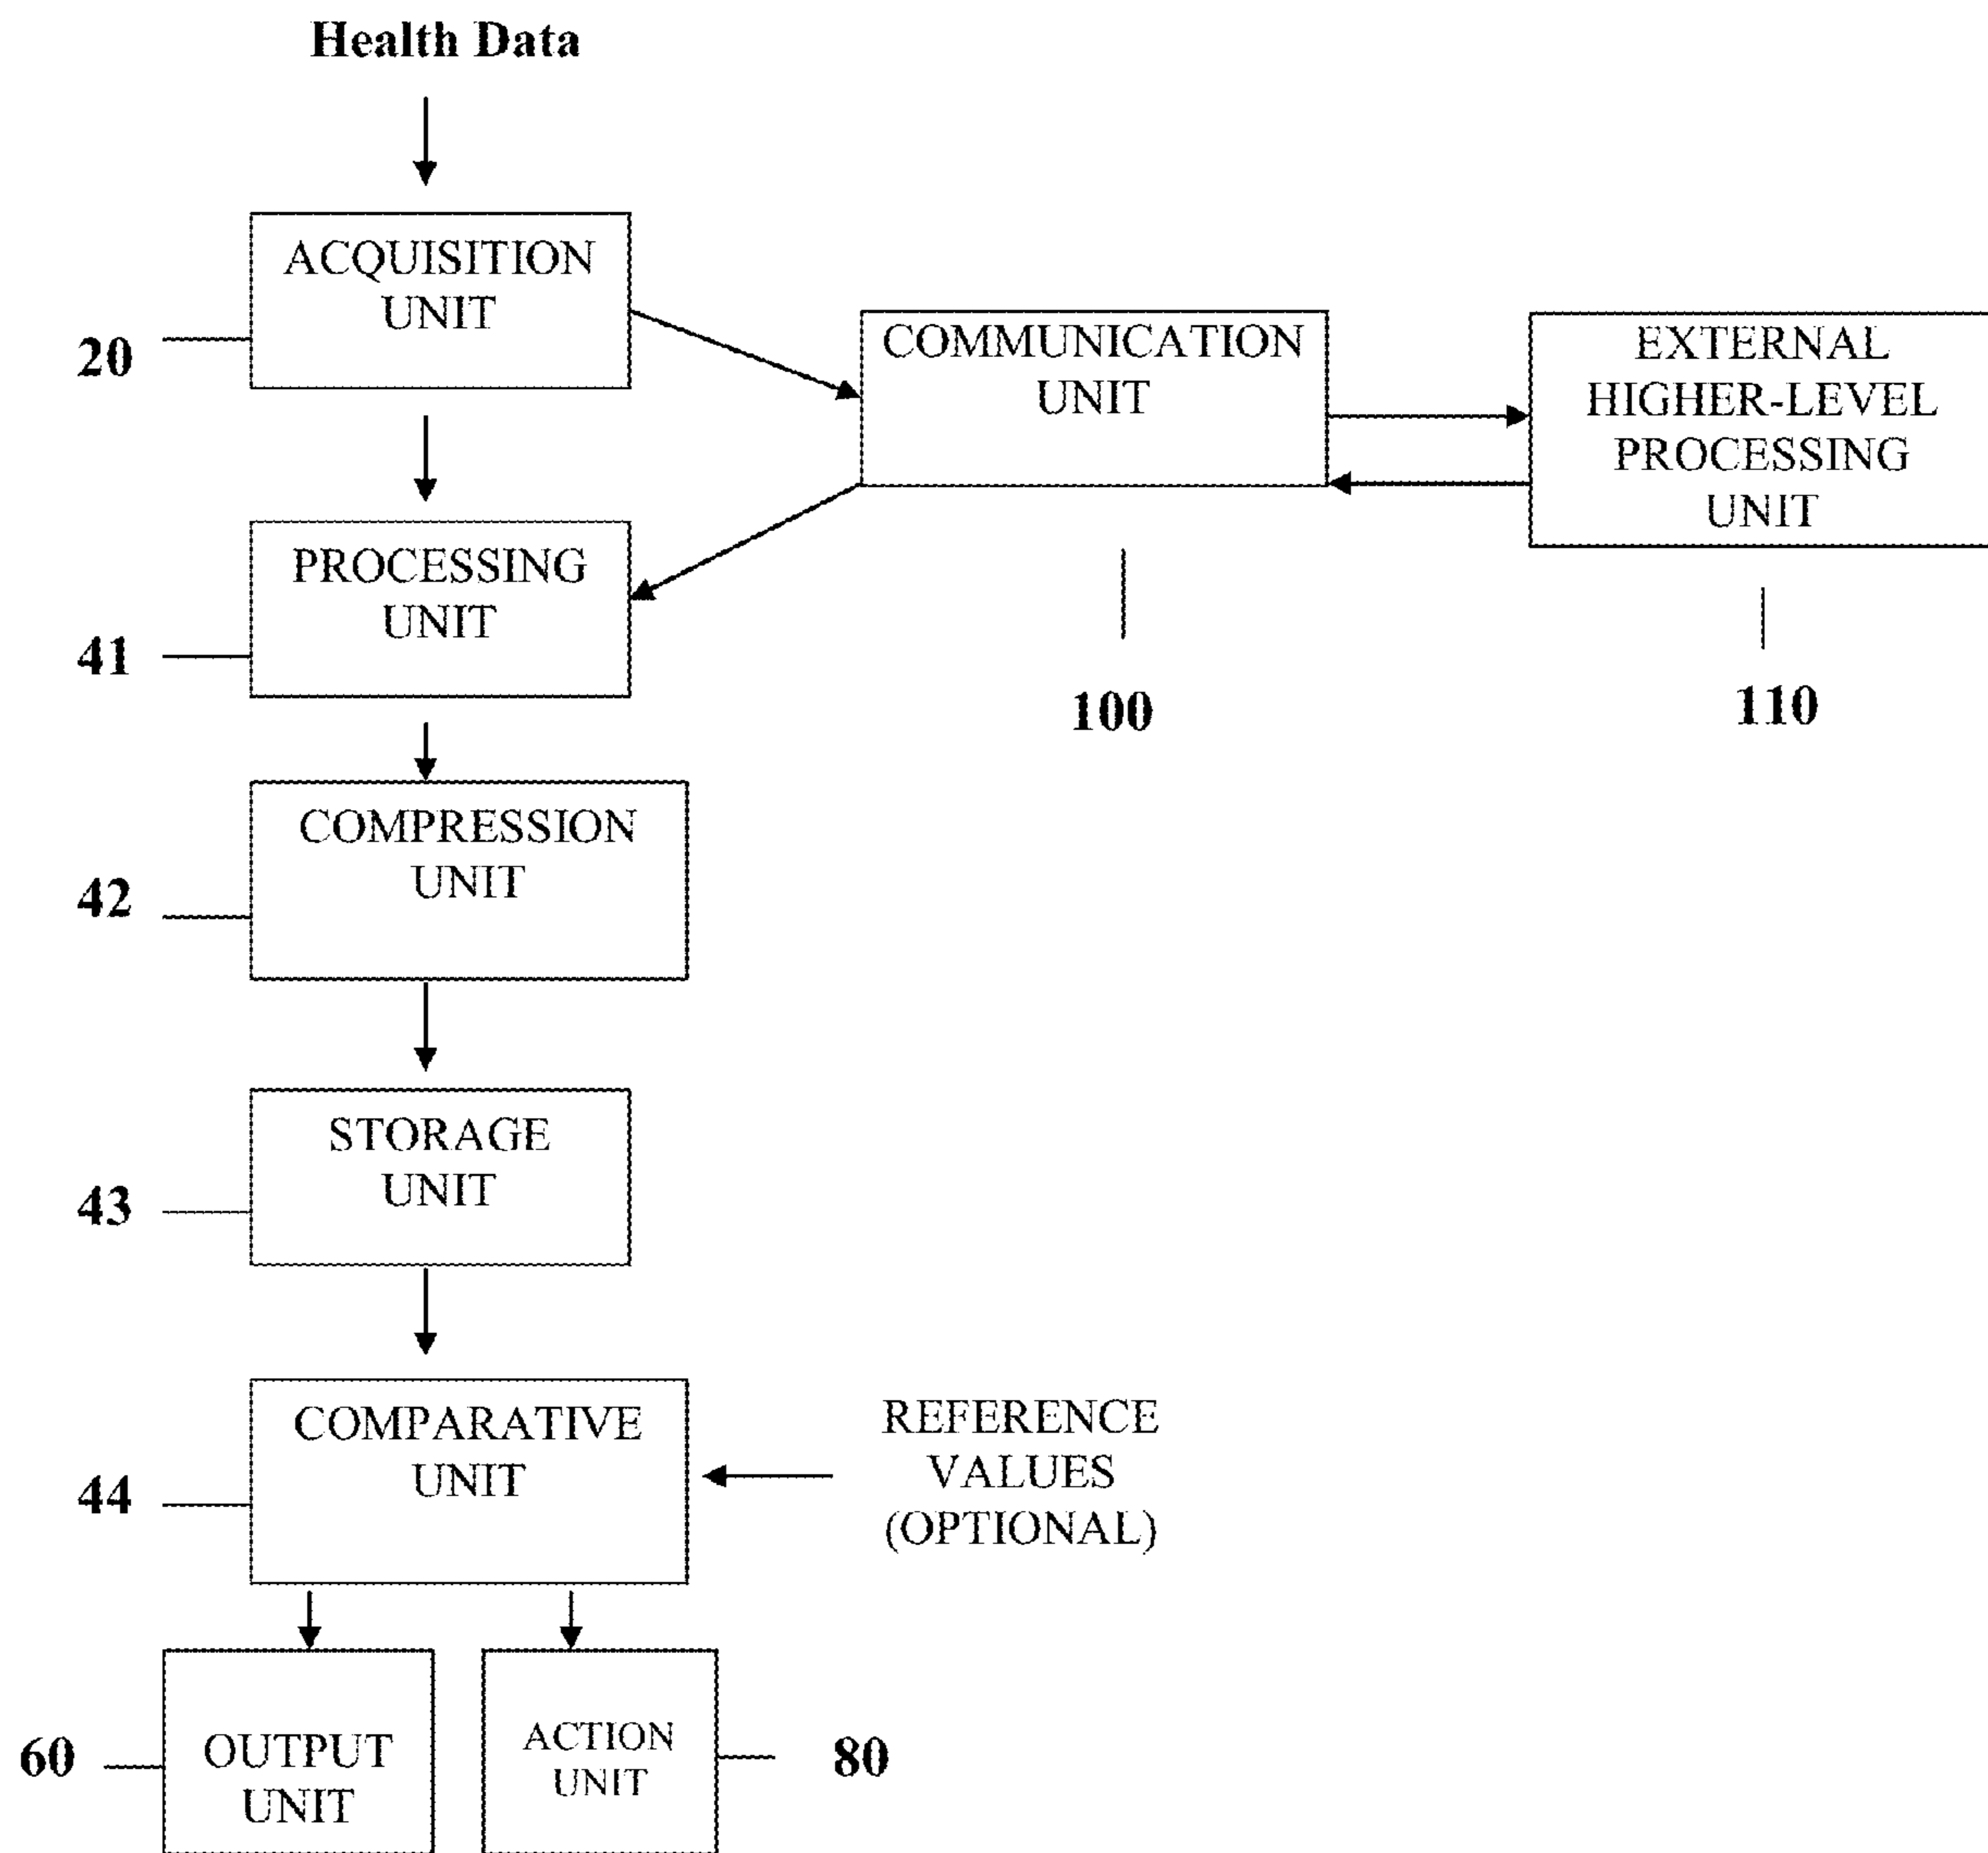 Health Data
ACQUISITION
UNIT
20
COMMUNICATION
UNIT
EXTERNAL
HIGHER-LEVEL
PROCESSING
UNIT
PROCESSING
UNIT
41
100
110
COMPRESSION
UNIT
42
STORAGE
UNIT
43
COMPARATIVE
UNIT
44
REFERENCE
VALUES
(OPTIONAL)
60
OUTPUT
UNIT
ACTION
UNIT
80